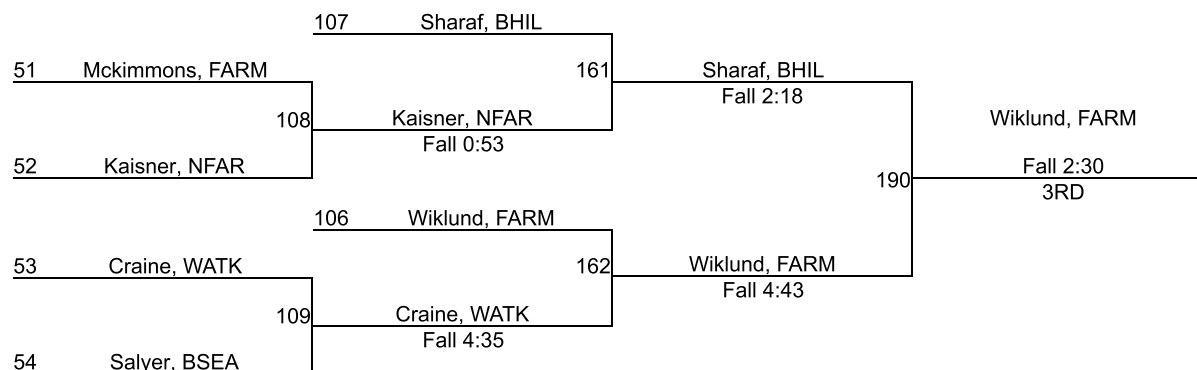 107 Sharaf, BHIL
51 Mckimmons, FARM
161 Sharaf, BHIL
Fall 2:18
108 Kaisner, NFAR
Fall 0:53
Wiklund, FARM
52 Kaisner, NFAR
Fall 2:30
190
3RD
106 Wiklund, FARM
53 Craine, WATK
162 Wiklund, FARM
Fall 4:43
109 Craine, WATK
Fall 4:35
54 Salyer, BSEA